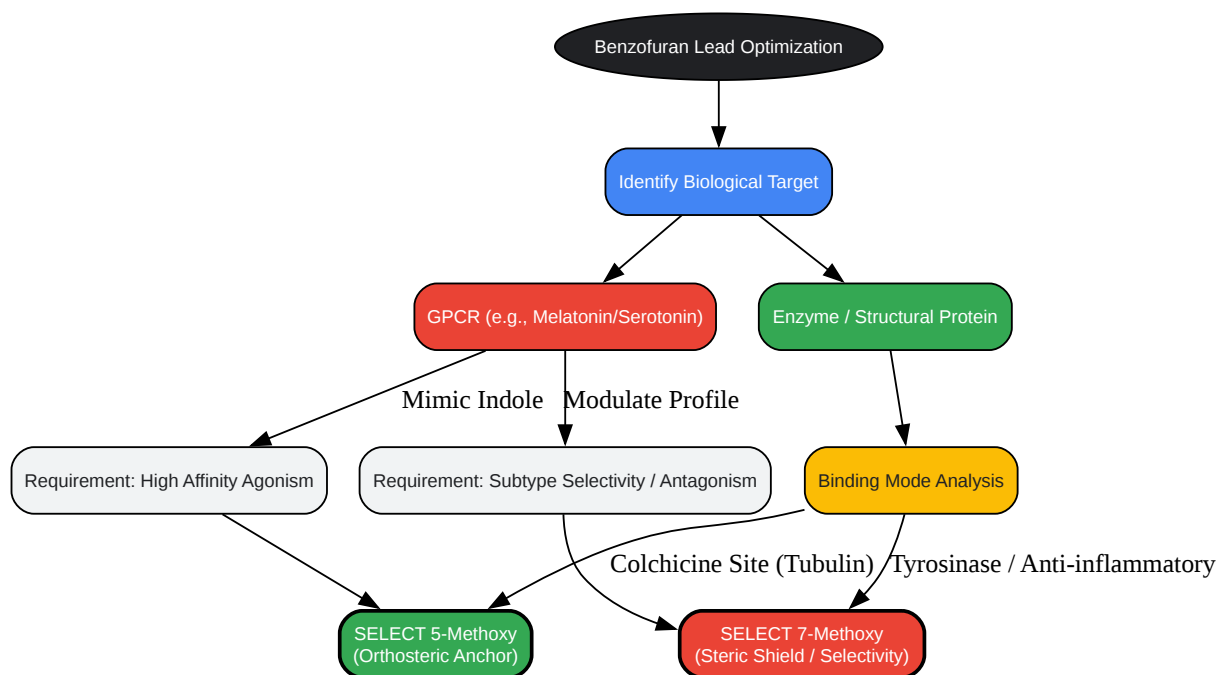 Benzofuran Lead Optimization
Identify Biological Target
GPCR (e.g., Melatonin/Serotonin)
Enzyme / Structural Protein
Mimic Indole
Modulate Profile
Requirement: High Affinity Agonism
Requirement: Subtype Selectivity / Antagonism
Binding Mode Analysis
Colchicine Site (Tubulin)
Tyrosinase / Anti-inflammatory
SELECT 5-Methoxy
(Orthosteric Anchor)
SELECT 7-Methoxy
(Steric Shield / Selectivity)